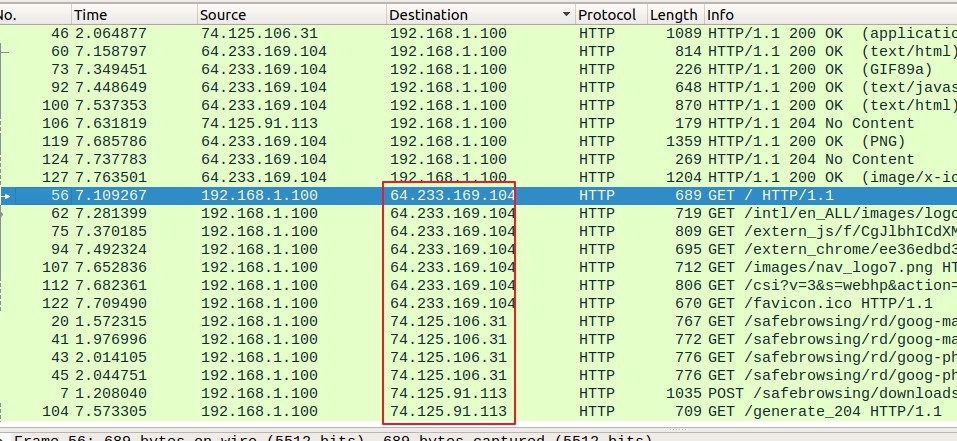 No. Time Source Destination Protocol Length Info
46 2.064877 74.125.106.31 192.168.1.100 HTTP 1089 HTTP/1.1 200 OK (applicatio
60 7.158797 64.233.169.104 192.168.1.100 HTTP 814 HTTP/1.1 200 OK (text/html)
73 7.349451 64.233.169.104 192.168.1.100 HTTP 226 HTTP/1.1 200 OK (GIF89a)
92 7.448649 64.233.169.104 192.168.1.100 HTTP 648 HTTP/1.1 200 OK (text/javas
100 7.537353 64.233.169.104 192.168.1.100 HTTP 870 HTTP/1.1 200 OK (text/html)
106 7.631819 74.125.91.113 192.168.1.100 HTTP 179 HTTP/1.1 204 No Content
119 7.685786 64.233.169.104 192.168.1.100 HTTP 1359 HTTP/1.1 200 OK (PNG)
124 7.737783 64.233.169.104 192.168.1.100 HTTP 269 HTTP/1.1 204 No Content
127 7.763501 64.233.169.104 192.168.1.100 HTTP 1204 HTTP/1.1 200 OK (image/x-ic
56 7.109267 192.168.1.100 64.233.169.104 HTTP 689 GET / HTTP/1.1
62 7.281399 192.168.1.100 64.233.169.104 HTTP 719 GET /intl/en_ALL/images/logo
75 7.370185 192.168.1.100 64.233.169.104 HTTP 809 GET /extern_js/f/CgJlbhICdXM
94 7.492324 192.168.1.100 64.233.169.104 HTTP 695 GET /extern_chrome/ee36edbd3
107 7.652836 192.168.1.100 64.233.169.104 HTTP 712 GET /images/nav_logo7.png HT
112 7.682361 192.168.1.100 64.233.169.104 HTTP 806 GET /csi?v=3&s=webhp&action=
122 7.709490 192.168.1.100 64.233.169.104 HTTP 670 GET /favicon.ico HTTP/1.1
20 1.572315 192.168.1.100 74.125.106.31 HTTP 767 GET /safebrowsing/rd/goog-ma
41 1.976996 192.168.1.100 74.125.106.31 HTTP 772 GET /safebrowsing/rd/goog-ma
43 2.014105 192.168.1.100 74.125.106.31 HTTP 776 GET /safebrowsing/rd/goog-ph
45 2.044751 192.168.1.100 74.125.106.31 HTTP 776 GET /safebrowsing/rd/goog-ph
7 1.208040 192.168.1.100 74.125.91.113 HTTP 1035 POST /safebrowsing/downloads
104 7.573305 192.168.1.100 74.125.91.113 HTTP 709 GET /generate_204 HTTP/1.1
Frame 56: 689 bytes on wire (5512 bits), 689 bytes captured (5512 bits)